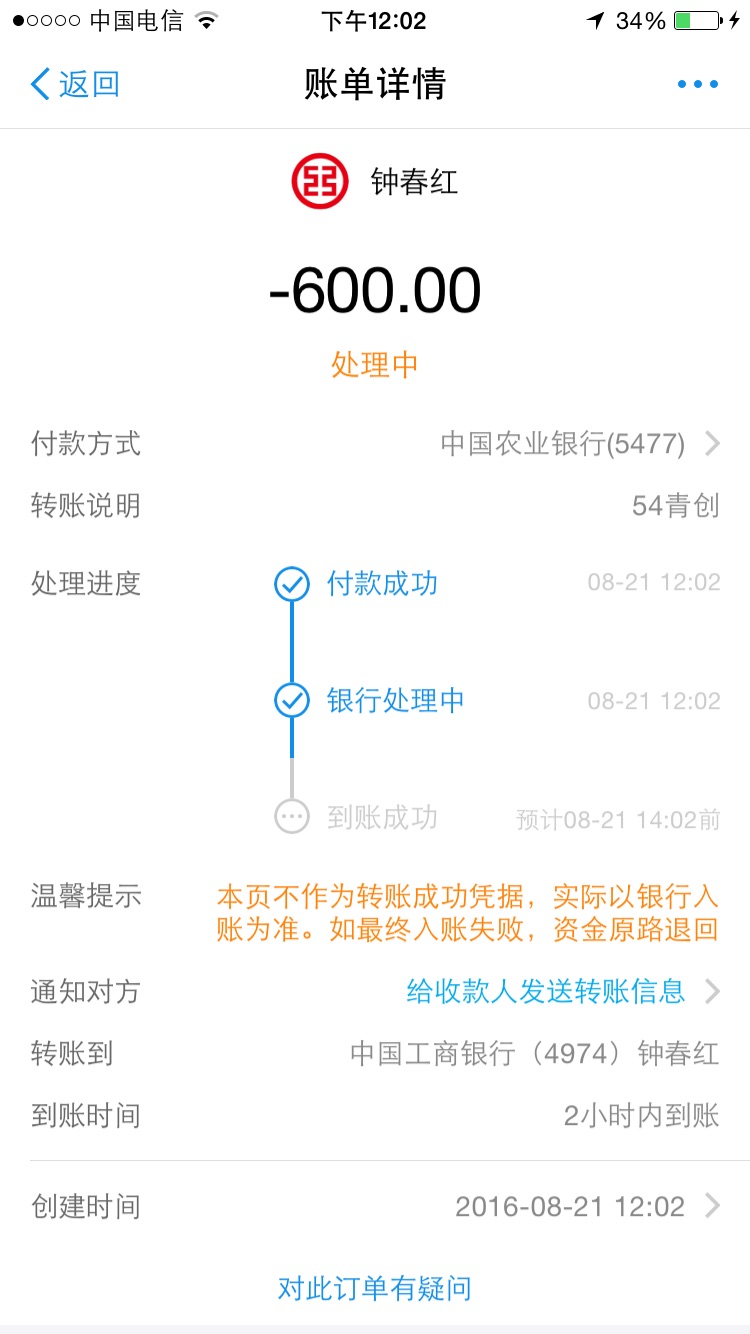 中国电信 下午12:02 34%
返回 账单详情
钟春红
-600.00
处理中
付款方式 中国农业银行(5477)
转账说明 54青创
处理进度 付款成功 08-21 12:02
银行处理中 08-21 12:02
到账成功 预计08-21 14:02前
温馨提示 本页不作为转账成功凭据，实际以银行入
账为准。如最终入账失败，资金原路退回
通知对方 给收款人发送转账信息
转账到 中国工商银行（4974）钟春红
到账时间 2小时内到账
创建时间 2016-08-21 12:02
对此订单有疑问